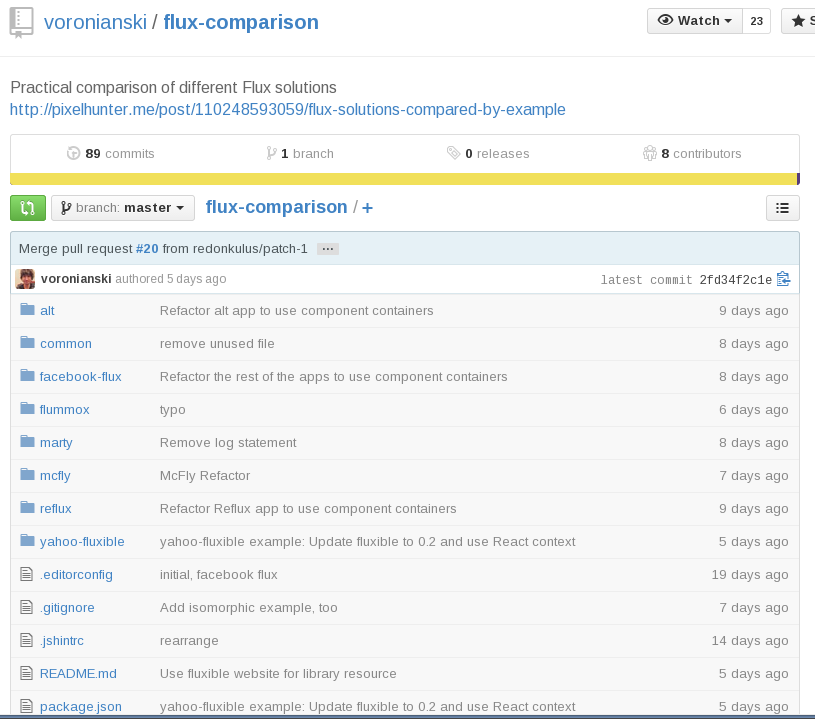 voronianski / flux-comparison Watch 23 S
Practical comparison of different Flux solutions
http://pixelhunter.me/post/110248593059/flux-solutions-compared-by-example
89 commits 1 branch 0 releases 8 contributors
branch: master flux-comparison / +
Merge pull request #20 from redonkulus/patch-1 ...
voronianski authored 5 days ago latest commit 2fd34f2c1e
alt Refactor alt app to use component containers 9 days ago
common remove unused file 8 days ago
facebook-flux Refactor the rest of the apps to use component containers 8 days ago
flummox typo 6 days ago
marty Remove log statement 8 days ago
mcfly McFly Refactor 7 days ago
reflux Refactor Reflux app to use component containers 9 days ago
yahoo-fluxible yahoo-fluxible example: Update fluxible to 0.2 and use React context 5 days ago
.editorconfig initial, facebook flux 19 days ago
.gitignore Add isomorphic example, too 7 days ago
.jshintrc rearrange 14 days ago
README.md Use fluxible website for library resource 5 days ago
package.json yahoo-fluxible example: Update fluxible to 0.2 and use React context 5 days ago